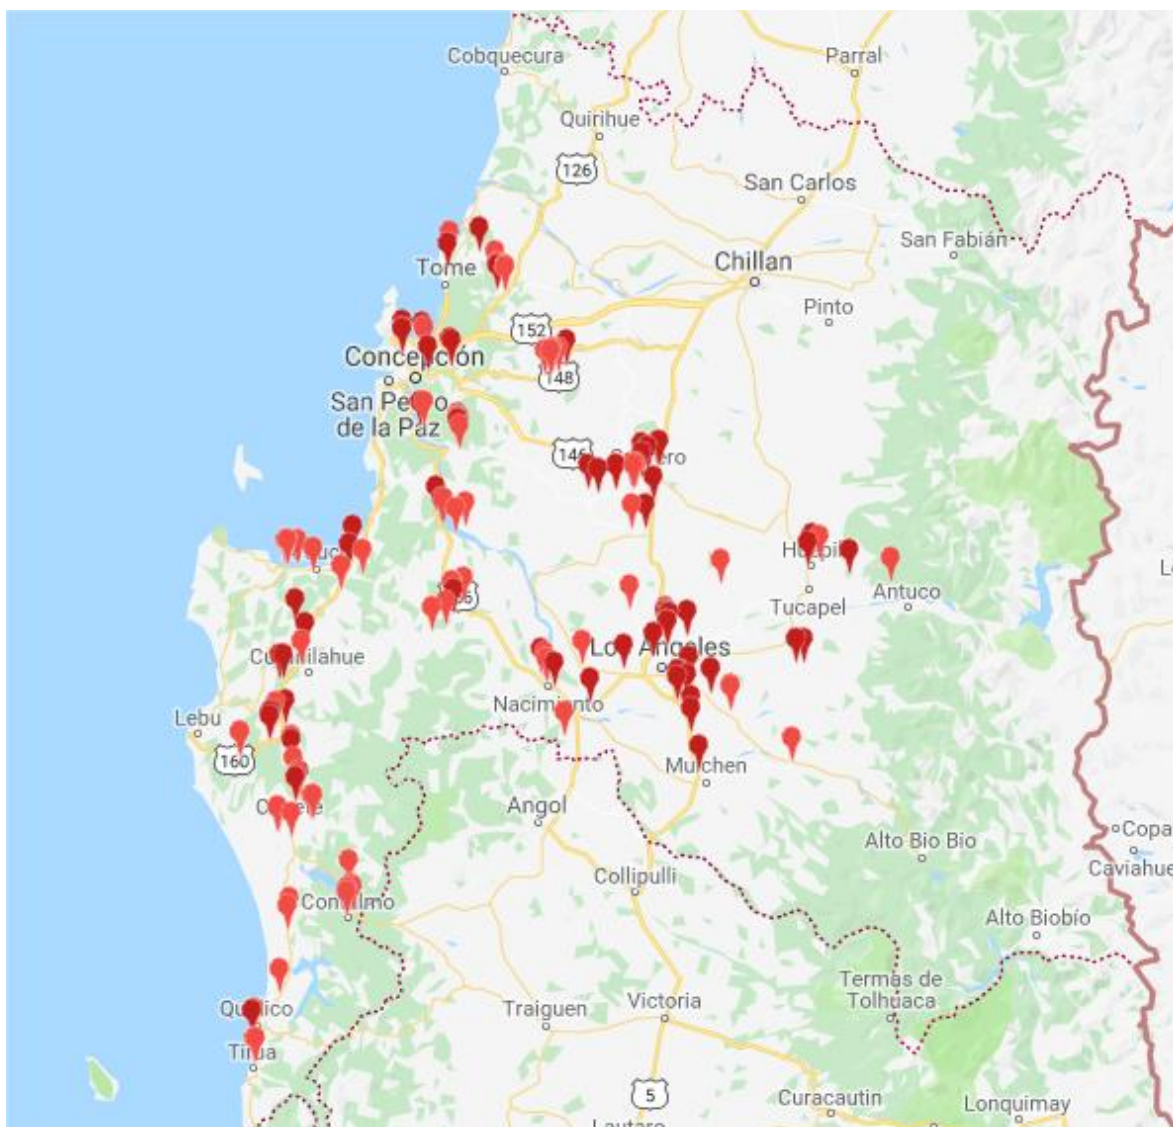 Cobquecura
Parral
Quirihue
126
San Carlos
San Fabián
Tome
Chillan
Pinto
152
Concepción
148
San Pedro
de la Paz
146
Antuco
Tucapel
Los Angeles
Nacimiento
Lebu
160
Mulchen
Angol
Alto Bio Bio
Copa
Caviahue
Collipulli
Contulmo
Alto Biobío
Termas de
Tolhuaca
Traiguen
Victoria
Tirua
5
Curacautin
Lonquimay
Lautaro